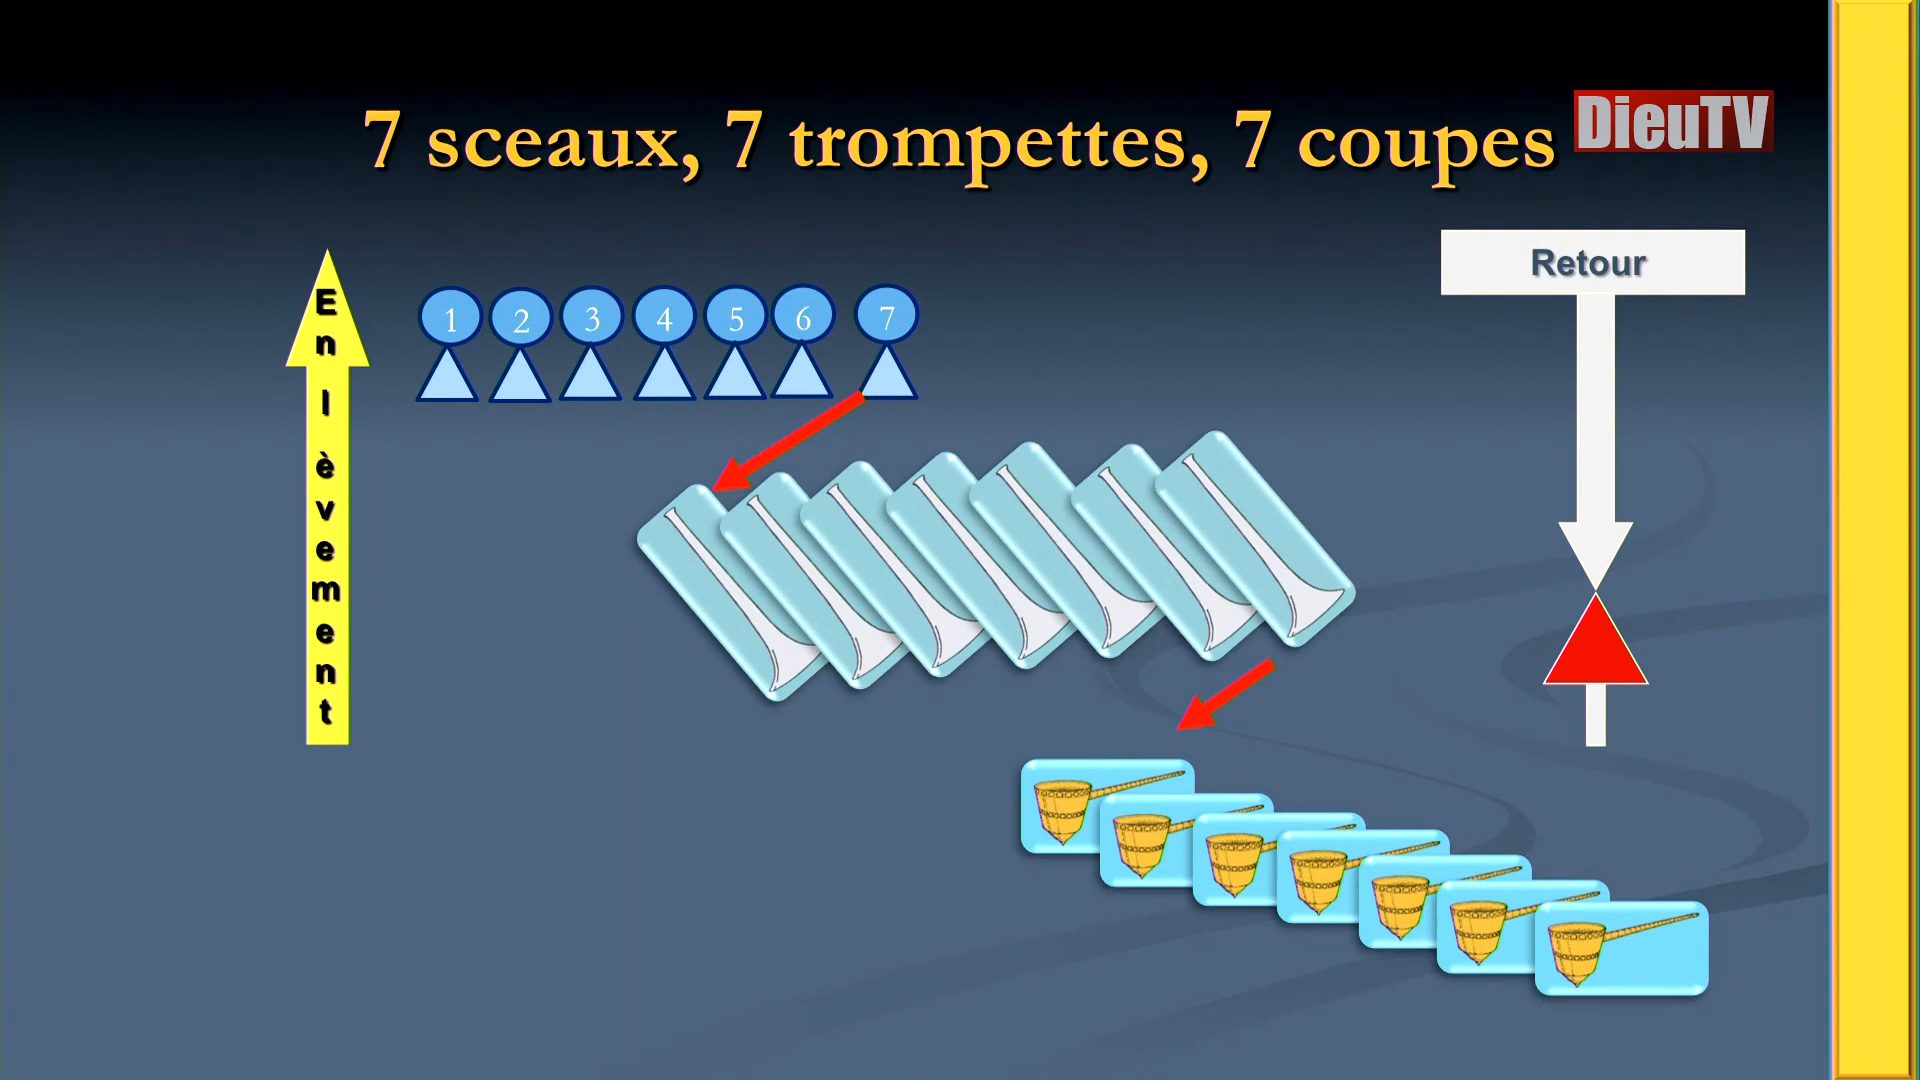 7 sceaux, 7 trompettes, 7 coupes
DieuTV
Retour
Enlèvement
1 2 3 4 5 6 7